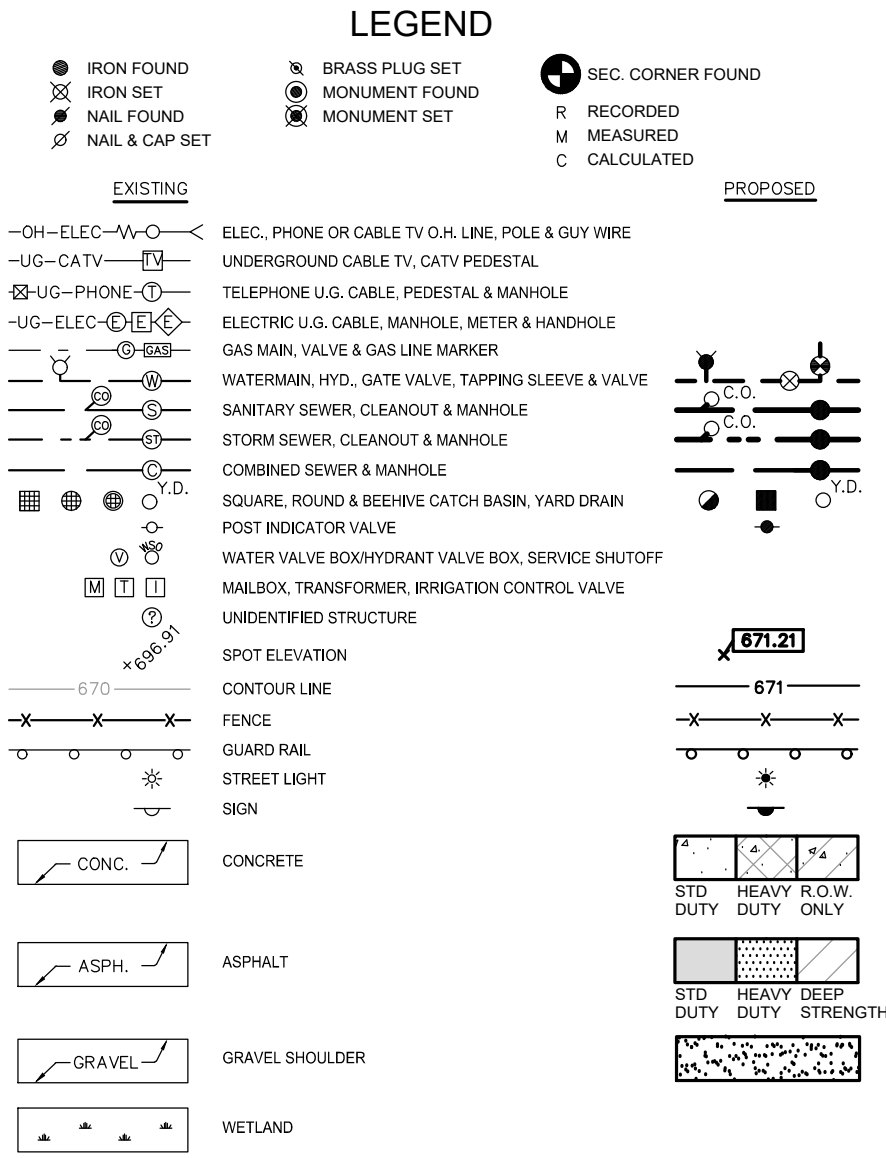 LEGEND
IRON FOUND
IRON SET
NAIL FOUND
NAIL & CAP SET
BRASS PLUG SET
MONUMENT FOUND
MONUMENT SET
SEC. CORNER FOUND
R RECORDED
M MEASURED
C CALCULATED
EXISTING PROPOSED
-OH-ELEC ELEC., PHONE OR CABLE TV O.H. LINE, POLE & GUY WIRE
-UG-CATV TV UNDERGROUND CABLE TV, CATV PEDESTAL
UG-PHONE T TELEPHONE U.G. CABLE, PEDESTAL & MANHOLE
-UG-ELEC E E E ELECTRIC U.G. CABLE, MANHOLE, METER & HANDHOLE
G GAS GAS MAIN, VALVE & GAS LINE MARKER
W WATERMAIN, HYD., GATE VALVE, TAPPING SLEEVE & VALVE
CO S SANITARY SEWER, CLEANOUT & MANHOLE C.O.
CO ST STORM SEWER, CLEANOUT & MANHOLE C.O.
C COMBINED SEWER & MANHOLE
Y.D. SQUARE, ROUND & BEEHIVE CATCH BASIN, YARD DRAIN Y.D.
POST INDICATOR VALVE
V WSO WATER VALVE BOX/HYDRANT VALVE BOX, SERVICE SHUTOFF
M T I MAILBOX, TRANSFORMER, IRRIGATION CONTROL VALVE
? UNIDENTIFIED STRUCTURE
+696.91 SPOT ELEVATION 671.21
670 CONTOUR LINE 671
X X X FENCE X X X
GUARD RAIL
STREET LIGHT
SIGN
CONC. CONCRETE
STD DUTY
HEAVY DUTY
R.O.W. ONLY
ASPH. ASPHALT
STD DUTY
HEAVY DUTY
DEEP STRENGTH
GRAVEL GRAVEL SHOULDER
WETLAND